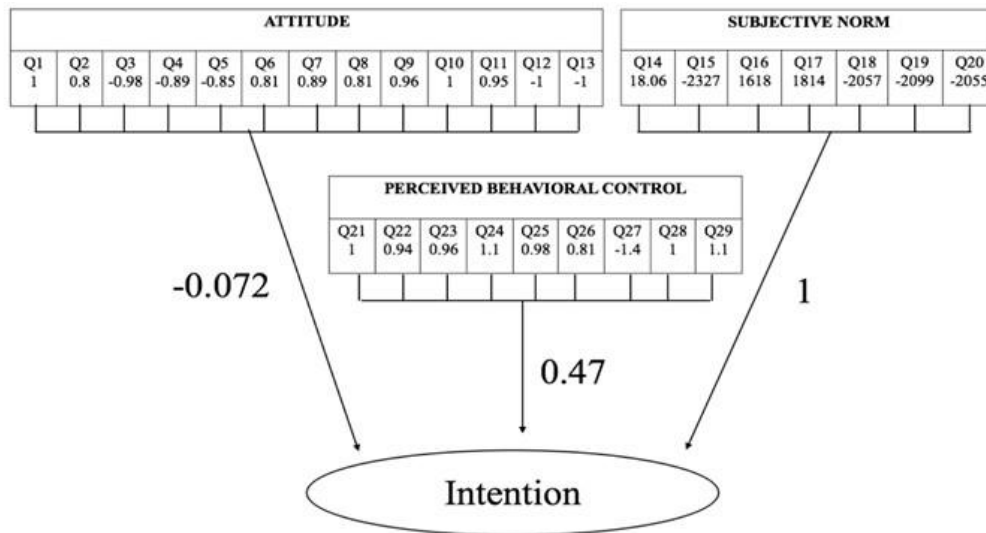 ATTITUDE
Q1 Q2 Q3 Q4 Q5 Q6 Q7 Q8 Q9 Q10 Q11 Q12 Q13
1 0.8 -0.98 -0.89 -0.85 0.81 0.89 0.81 0.96 1 0.95 -1 -1
SUBJECTIVE NORM
Q14 Q15 Q16 Q17 Q18 Q19 Q20
18.06 -2327 1618 1814 -2057 -2099 -2055
PERCEIVED BEHAVIORAL CONTROL
Q21 Q22 Q23 Q24 Q25 Q26 Q27 Q28 Q29
1 0.94 0.96 1.1 0.98 0.81 -1.4 1 1.1
-0.072
0.47
1
Intention